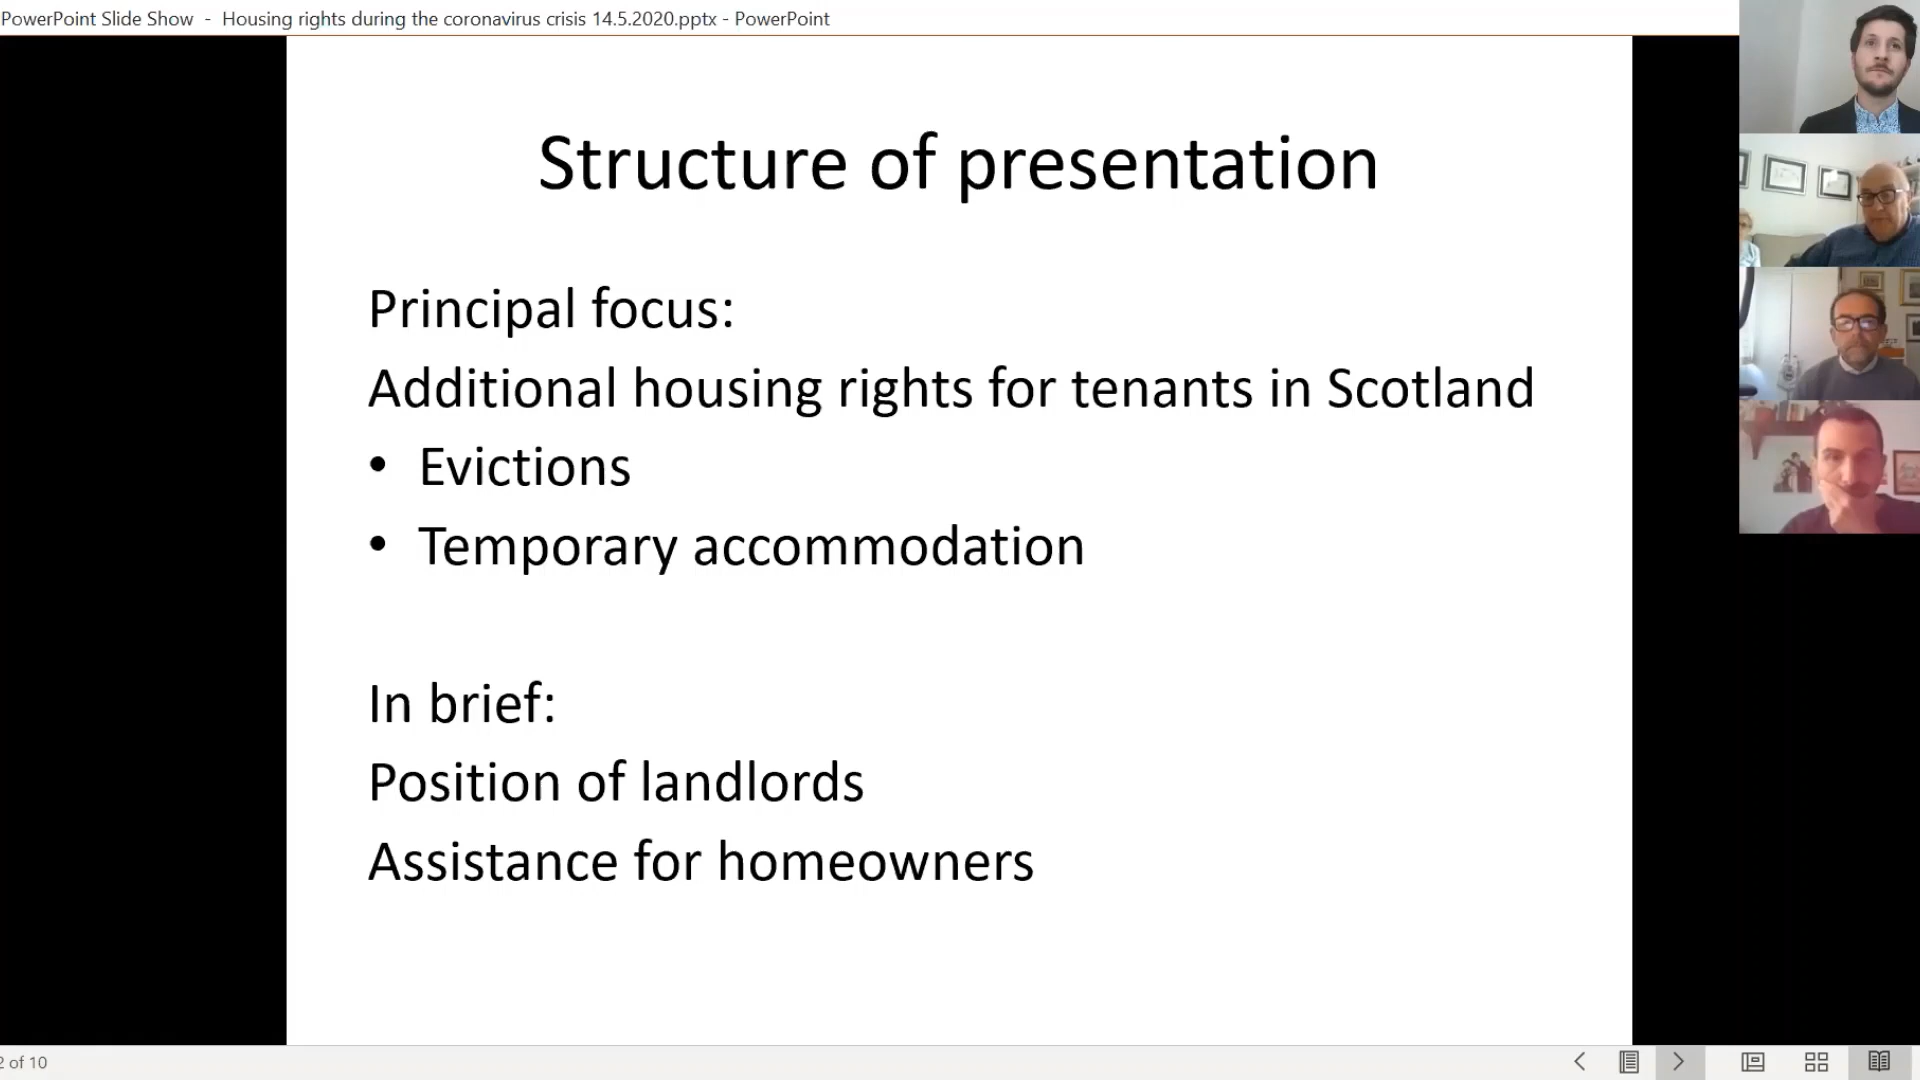 PowerPoint Slide Show - Housing rights during the coronavirus crisis 14.5.2020.pptx - PowerPoint
Structure of presentation
Principal focus:
Additional housing rights for tenants in Scotland
• Evictions
• Temporary accommodation
In brief:
Position of landlords
Assistance for homeowners
2 of 10